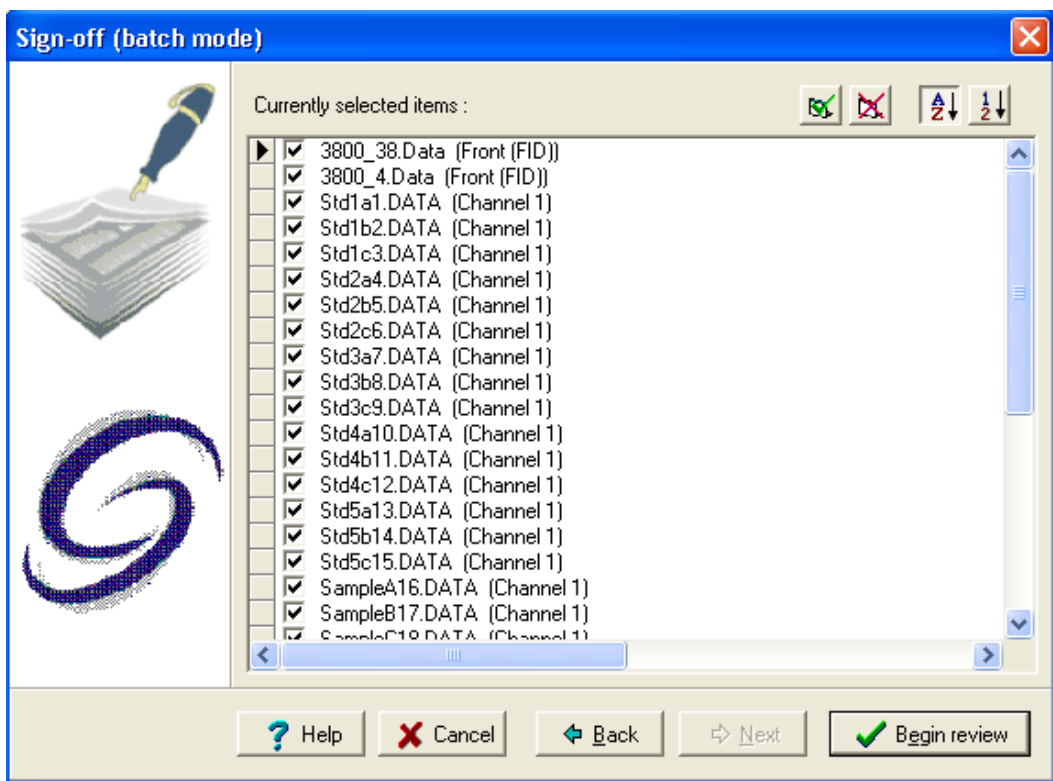 Sign-off (batch mode)
Currently selected items :
3800_38.Data (Front (FID))
3800_4.Data (Front (FID))
Std1a1.DATA (Channel 1)
Std1b2.DATA (Channel 1)
Std1c3.DATA (Channel 1)
Std2a4.DATA (Channel 1)
Std2b5.DATA (Channel 1)
Std2c6.DATA (Channel 1)
Std3a7.DATA (Channel 1)
Std3b8.DATA (Channel 1)
Std3c9.DATA (Channel 1)
Std4a10.DATA (Channel 1)
Std4b11.DATA (Channel 1)
Std4c12.DATA (Channel 1)
Std5a13.DATA (Channel 1)
Std5b14.DATA (Channel 1)
Std5c15.DATA (Channel 1)
SampleA16.DATA (Channel 1)
SampleB17.DATA (Channel 1)
SampleC18.DATA (Channel 1)
? Help Cancel Back Next Begin review